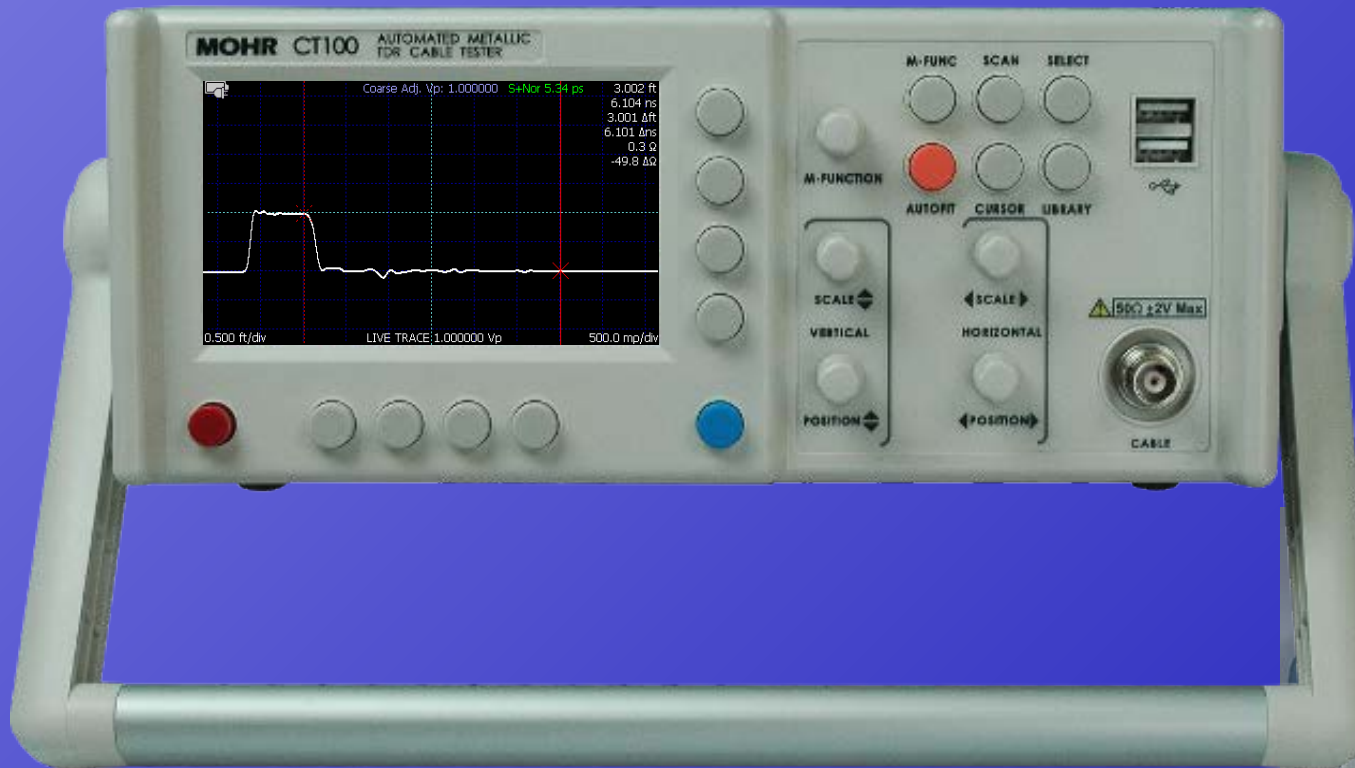 MOHR CT100 AUTOMATED METALLIC
TDR CABLE TESTER
Coarse Adj. Vp: 1.000000 S+Nor 5.34 ps 3.002 ft
6.104 ns
3.001 Δft
6.101 Δns
0.3 Ω
-49.8 ΔΩ
0.500 ft/div LIVE TRACE 1.000000 Vp 500.0 mp/div
M-FUNC SCAN SELECT
M-FUNCTION
AUTOFIT CURSOR LIBRARY
SCALE
SCALE
VERTICAL HORIZONTAL
POSITION
POSITION
50Ω ±2V Max
CABLE